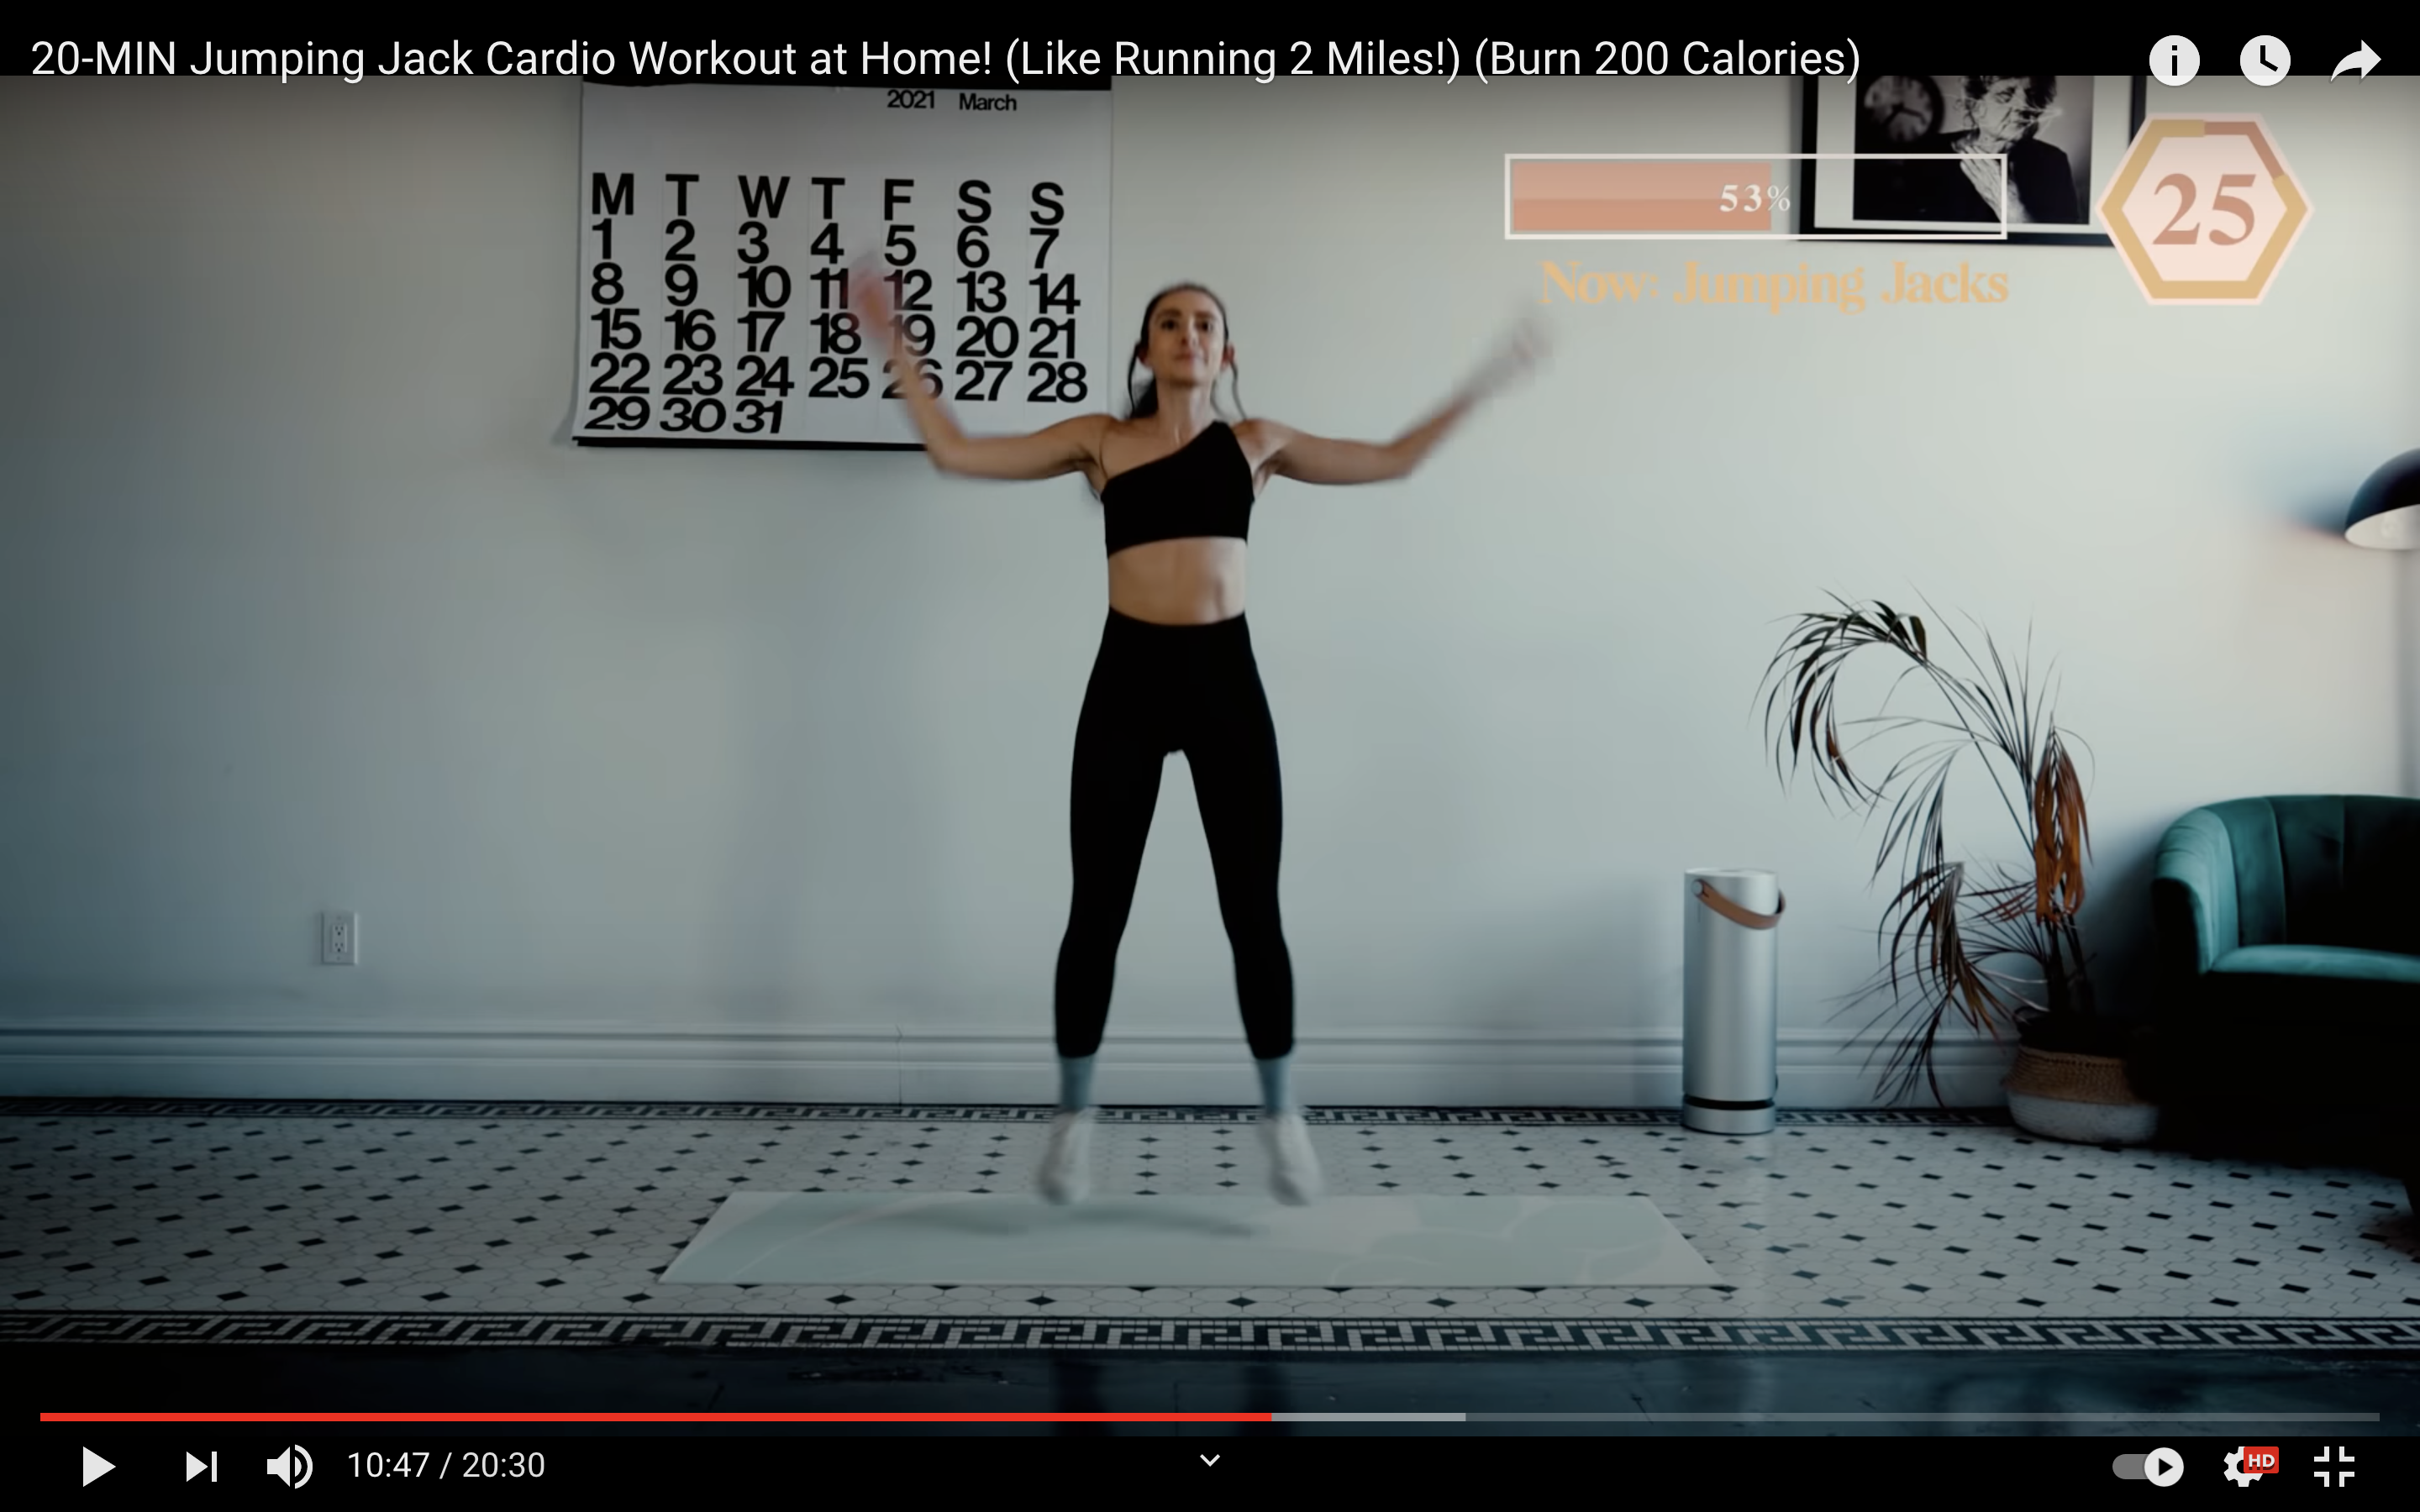 20-MIN Jumping Jack Cardio Workout at Home! (Like Running 2 Miles!) (Burn 200 Calories)
2021 March
M T W T F S S
1 2 3 4 5 6 7
8 9 10 11 12 13 14
15 16 17 18 19 20 21
22 23 24 25 26 27 28
29 30 31
53%
25
Now: Jumping Jacks
10:47 / 20:30
HD